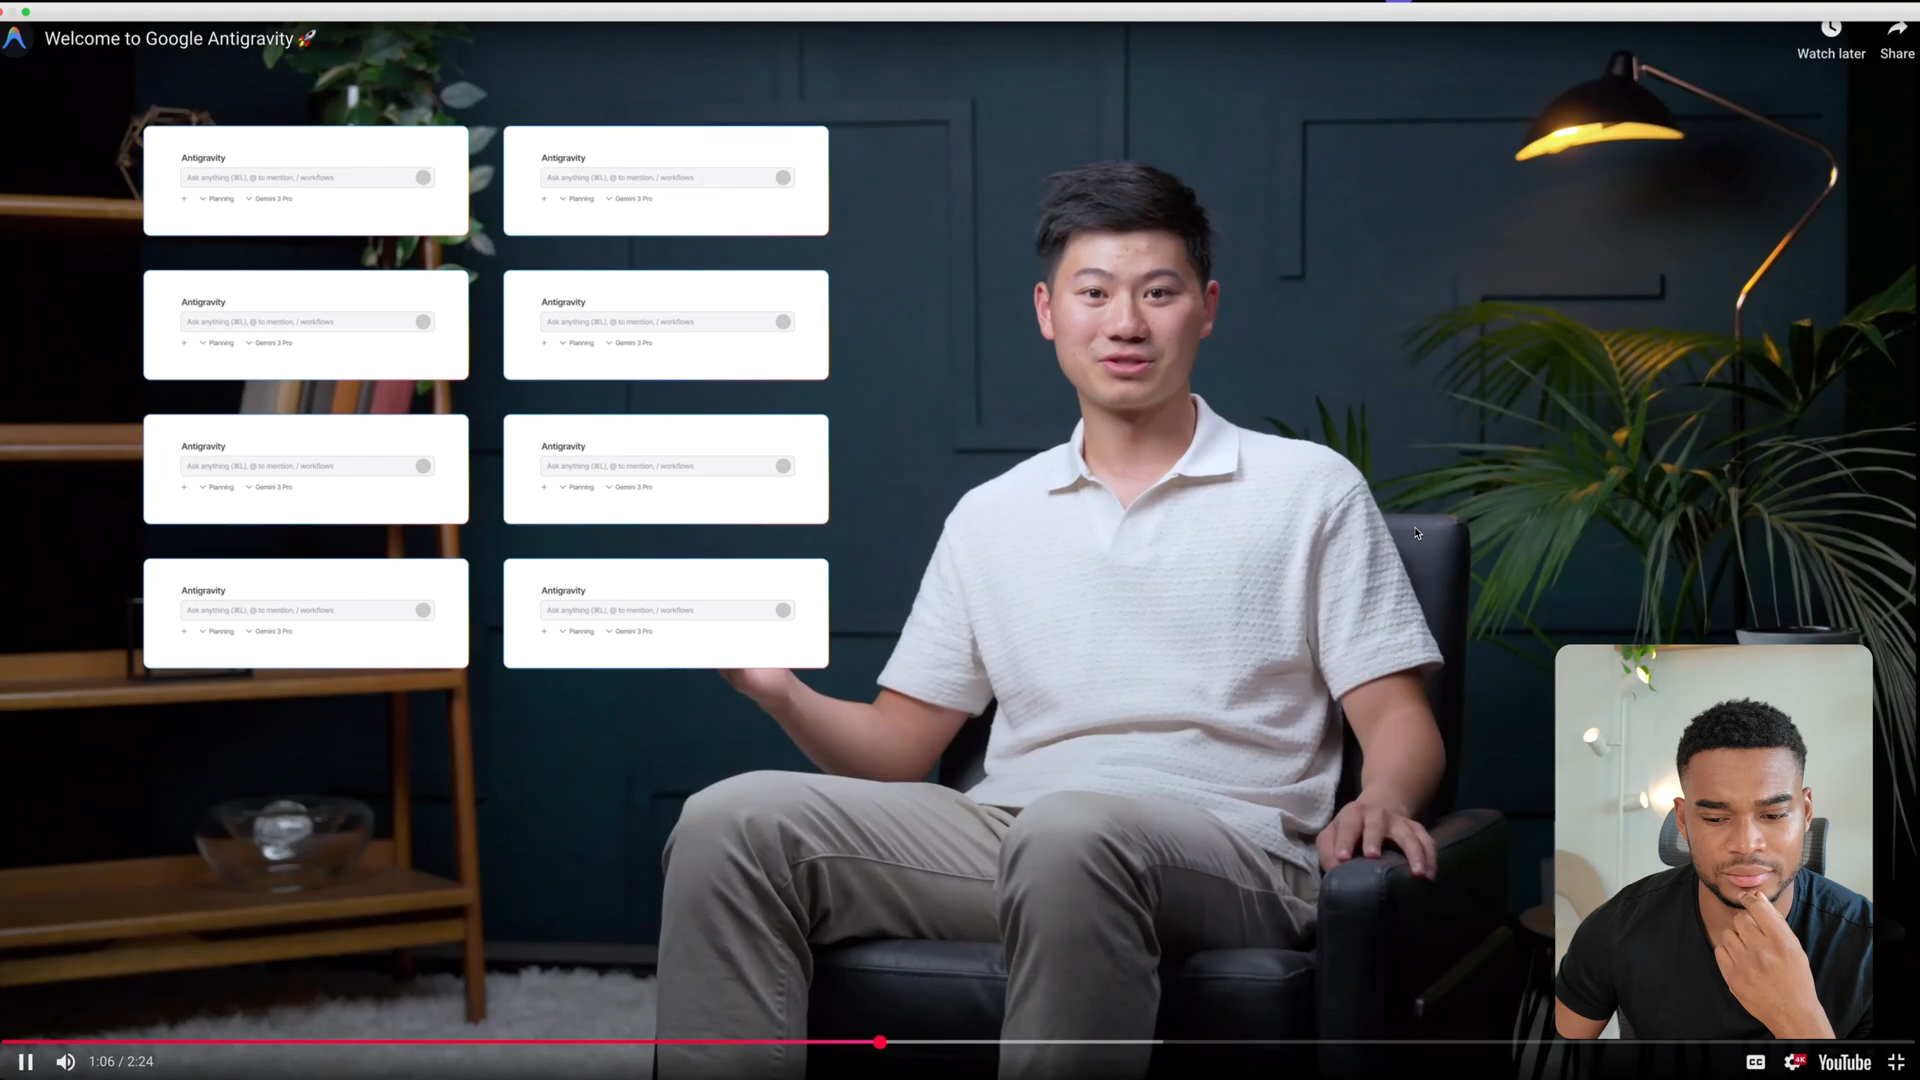 Welcome to Google Antigravity 🚀
Watch later
Share
Antigravity
Ask anything (⌘L), @ to mention, / workflows
+ Planning Gemini 3 Pro
Antigravity
Ask anything (⌘L), @ to mention, / workflows
+ Planning Gemini 3 Pro
Antigravity
Ask anything (⌘L), @ to mention, / workflows
+ Planning Gemini 3 Pro
Antigravity
Ask anything (⌘L), @ to mention, / workflows
+ Planning Gemini 3 Pro
Antigravity
Ask anything (⌘L), @ to mention, / workflows
+ Planning Gemini 3 Pro
Antigravity
Ask anything (⌘L), @ to mention, / workflows
+ Planning Gemini 3 Pro
Antigravity
Ask anything (⌘L), @ to mention, / workflows
+ Planning Gemini 3 Pro
Antigravity
Ask anything (⌘L), @ to mention, / workflows
+ Planning Gemini 3 Pro
1:06 / 2:24
CC
4K
YouTube